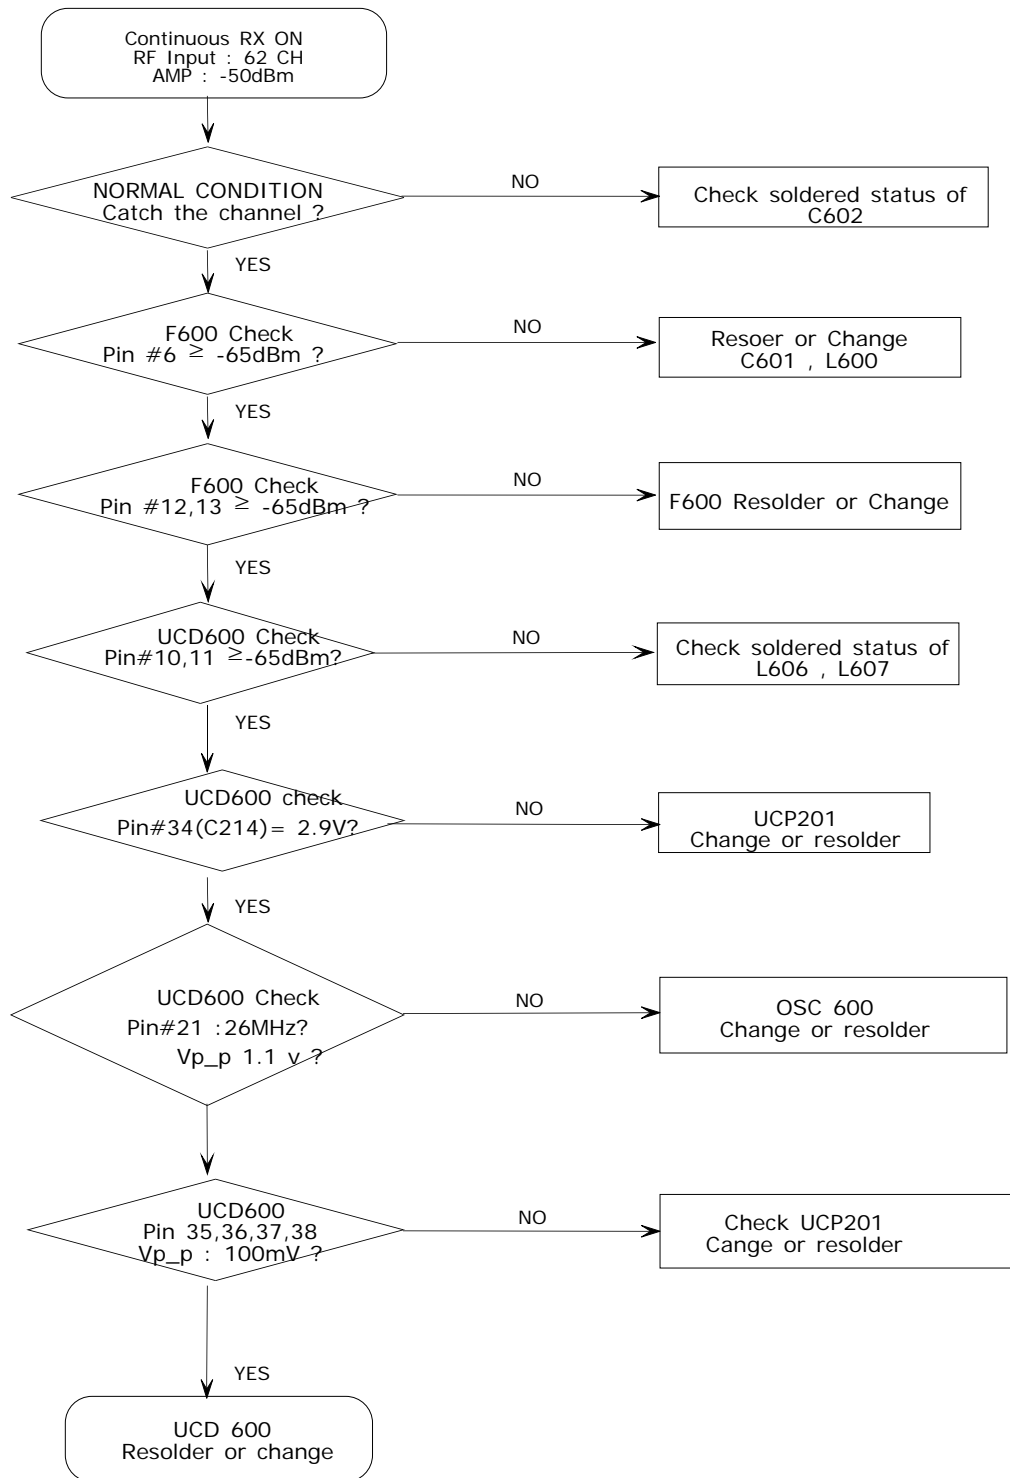 Continuous RX ON
RF Input : 62 CH
AMP : -50dBm
NORMAL CONDITION
Catch the channel ?
NO
Check soldered status of
C602
YES
F600 Check
Pin #6 ≥ -65dBm ?
NO
Resoer or Change
C601 , L600
YES
F600 Check
Pin #12,13 ≥ -65dBm ?
NO
F600 Resolder or Change
YES
UCD600 Check
Pin#10,11 ≥-65dBm?
NO
Check soldered status of
L606 , L607
YES
UCD600 check
Pin#34(C214)= 2.9V?
NO
UCP201
Change or resolder
YES
UCD600 Check
Pin#21 :26MHz?
Vp_p 1.1 v ?
NO
OSC 600
Change or resolder
UCD600
Pin 35,36,37,38
Vp_p : 100mV ?
NO
Check UCP201
Cange or resolder
YES
UCD 600
Resolder or change